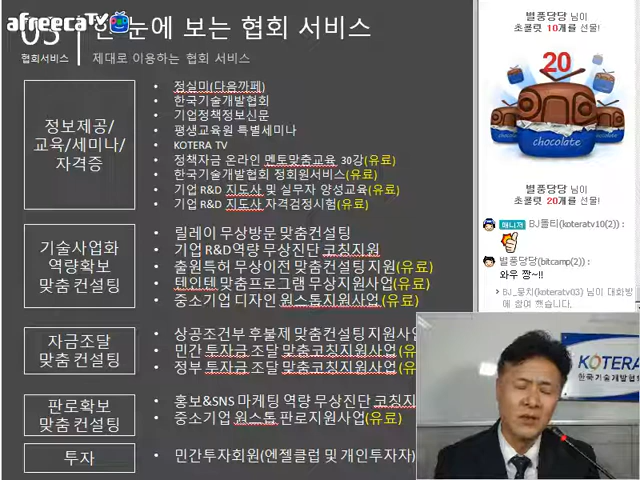 afreecaTV
한 눈에 보는 협회 서비스
협회서비스
제대로 이용하는 협회 서비스
정보제공/
교육/세미나/
자격증
• 점실미(다음까페)
• 한국기술개발협회
• 기업정책정보신문
• 평생교육원 특별세미나
• KOTERA TV
• 정책자금 온라인 멘토맞춤교육 30강(유료)
• 한국기술개발협회 정회원서비스(유료)
• 기업 R&D 지도사 및 실무자 양성교육(유료)
• 기업 R&D 지도사 자격검정시험(유료)
기술사업화
역량확보
맞춤 컨설팅
• 릴레이 무상방문 맞춤컨설팅
• 기업 R&D역량 무상진단 코칭지원
• 출원특허 무상이전 맞춤컨설팅지원(유료)
• 텐인텐 맞춤프로그램 무상지원사업(유료)
• 중소기업 디자인 원스톱지원사업(유료)
자금조달
맞춤 컨설팅
• 상공조건부 후불제 맞춤컨설팅지원사업
• 민간 투자금 조달 맞춤코칭지원사업(유
• 정부 투자금 조달 맞춤코칭지원사업(유
판로확보
맞춤 컨설팅
• 홍보&SNS 마케팅 역량 무상진단 코칭지
• 중소기업 원스톱 판로지원사업(유료)
투자
• 민간투자회원(엔젤클럽 및 개인투자자)
별풍당당 님이
초콜릿 10개를 선물!
20
chocolate
별풍당당 님이
초콜릿 20개를 선물!
매니저 BJ몰티(koteratv10(2)) :
별풍당당(bitcamp(2)) :
와우 짱~!!
BJ_뭉치(koteratv03) 님이 대화방
에 참여 했습니다.
KOTERA
한국기술개발협회